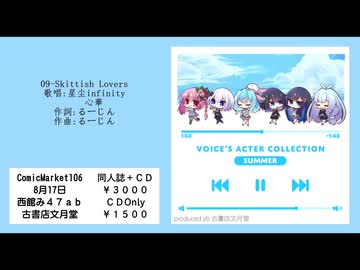 09-Skittish Lovers
歌唱:星尘infinity
心華
作詞:るーじん
作曲:るーじん
ComicMarket106 同人誌+CD
8月17日 ¥3000
西館み47ab CDOnly
古書店文月堂 ¥1500
1:50 -1:48
VOICE'S ACTER COLLECTION
SUMMER
produced yb 古書店文月堂